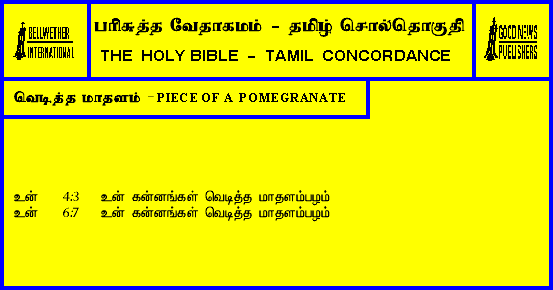 BELLWETHER
INTERNATIONAL
பரிசுத்த வேதாகமம் - தமிழ் சொல்தொகுதி
THE HOLY BIBLE - TAMIL CONCORDANCE
GOOD NEWS
PUBLISHERS
வெடித்த மாதளம் - PIECE OF A POMEGRANATE
உன் 4:3 உன் கன்னங்கள் வெடித்த மாதளம்பழம்
உன் 6:7 உன் கன்னங்கள் வெடித்த மாதளம்பழம்